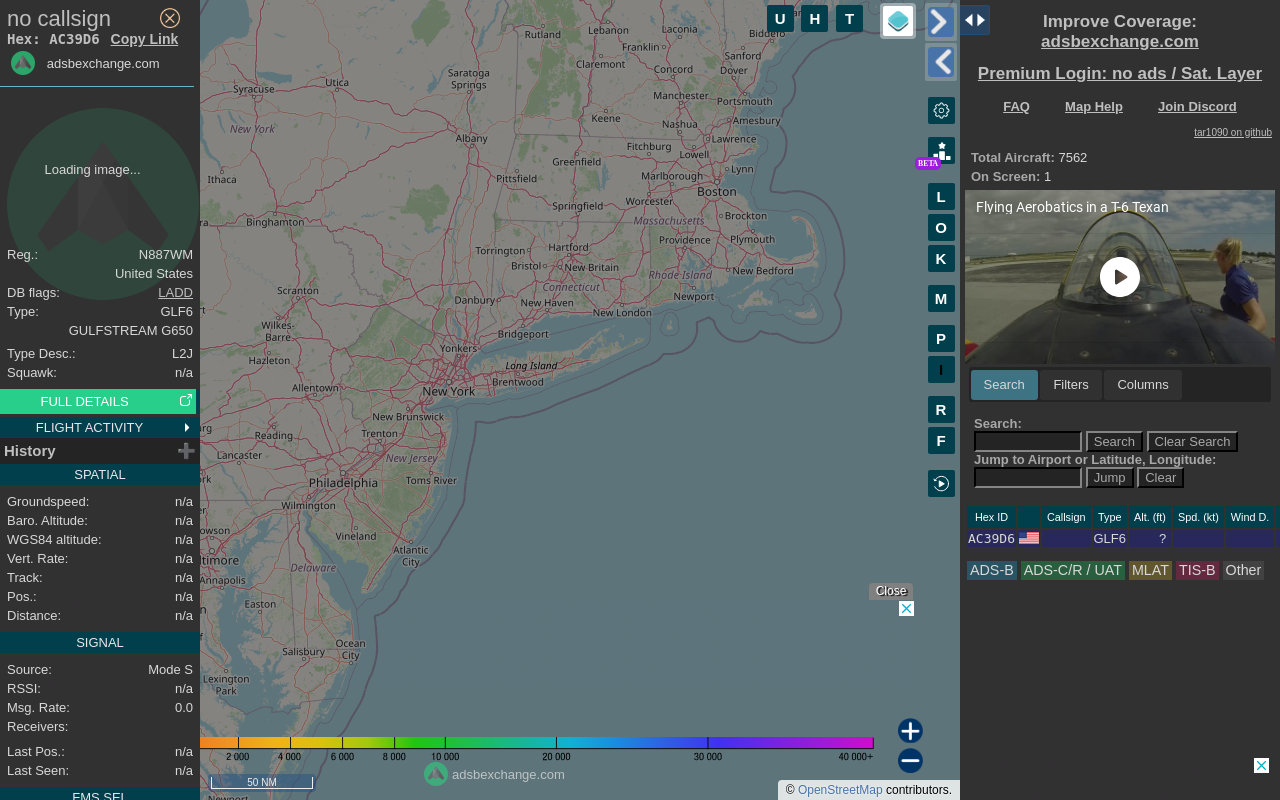 no callsign
Hex: AC39D6 Copy Link
adsbexchange.com
Loading image...
Reg.: N887WM
United States
DB flags: LADD
Type: GLF6
GULFSTREAM G650
Type Desc.: L2J
Squawk: n/a
FULL DETAILS
FLIGHT ACTIVITY
History
SPATIAL
Groundspeed: n/a
Baro. Altitude: n/a
WGS84 altitude: n/a
Vert. Rate: n/a
Track: n/a
Pos.: n/a
Distance: n/a
SIGNAL
Source: Mode S
RSSI: n/a
Msg. Rate: 0.0
Receivers:
Last Pos.: n/a
Last Seen: n/a
FMS SEL
U H T
BETA
L
O
K
M
P
I
R
F
Rutland
Lebanon
Laconia
Franklin
Biddefo
Claremont
Sanford
Concord
Dover
Saratoga
Springs
Utica
Syracuse
Manchester
Portsmouth
New York
Keene
Nashua
Amesbury
Albany
Fitchburg
Lawrence
Greenfield
Lowell
Ithaca
Pittsfield
Marlborough
Lynn
Boston
Worcester
Springfield
Binghamton
Massachusetts
Brockton
Torrington
Hartford
Providence
Plymouth
Bristol
New Britain
New Bedford
Rhode Island
Connecticut
Scranton
Danbury
New Haven
Newport
New London
Wilkes-
Barre
Bridgeport
Yonkers
Hazleton
Long Island
Allentown
Brentwood
New York
New Brunswick
Reading
Trenton
Lancaster
New Jersey
Philadelphia
Toms River
Wilmington
Vineland
Atlantic
City
Delaware
Annapolis
Easton
Ocean
City
Salisbury
Lexington
Park
Newport
Close
2 000 4 000 6 000 8 000 10 000 20 000 30 000 40 000+
50 NM
adsbexchange.com
© OpenStreetMap contributors.
Improve Coverage:
adsbexchange.com
Premium Login: no ads / Sat. Layer
FAQ Map Help Join Discord
tar1090 on github
Total Aircraft: 7562
On Screen: 1
Flying Aerobatics in a T-6 Texan
Search Filters Columns
Search:
Search Clear Search
Jump to Airport or Latitude, Longitude:
Jump Clear
Hex ID Callsign Type Alt. (ft) Spd. (kt) Wind D.
AC39D6 GLF6 ?
ADS-B ADS-C/R / UAT MLAT TIS-B Other